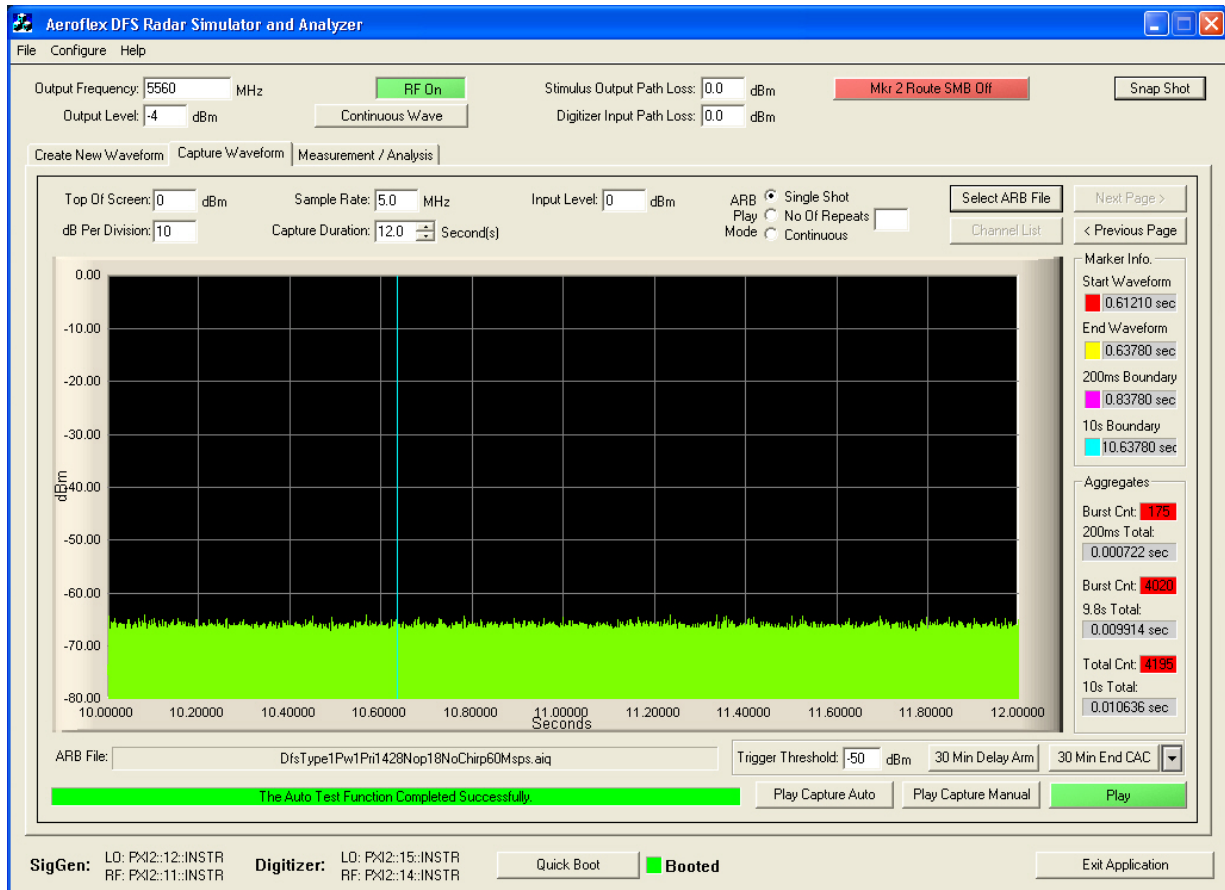 Aeroflex DFS Radar Simulator and Analyzer
File Configure Help
Output Frequency: 5560 MHz
RF On
Stimulus Output Path Loss: 0.0 dBm
Mkr 2 Route SMB Off
Snap Shot
Output Level: -4 dBm
Continuous Wave
Digitizer Input Path Loss: 0.0 dBm
Create New Waveform Capture Waveform Measurement / Analysis
Top Of Screen: 0 dBm
Sample Rate: 5.0 MHz
Input Level: 0 dBm
ARB Play Mode
Single Shot
No Of Repeats
Continuous
Select ARB File
Next Page >
dB Per Division: 10
Capture Duration: 12.0 Second(s)
Channel List
< Previous Page
0.00
-10.00
-20.00
-30.00
-40.00
-50.00
-60.00
-70.00
-80.00
dBm
10.00000 10.20000 10.40000 10.60000 10.80000 11.00000 11.20000 11.40000 11.60000 11.80000 12.00000
Seconds
Marker Info.
Start Waveform
0.61210 sec
End Waveform
0.63780 sec
200ms Boundary
0.83780 sec
10s Boundary
10.63780 sec
Aggregates
Burst Cnt: 175
200ms Total:
0.000722 sec
Burst Cnt: 4020
9.8s Total:
0.009914 sec
Total Cnt: 4195
10s Total:
0.010636 sec
ARB File: DfsType1Pw1Pri1428Nop18NoChirp60Msps.aiq
Trigger Threshold: -50 dBm
30 Min Delay Arm
30 Min End CAC
The Auto Test Function Completed Successfully.
Play Capture Auto
Play Capture Manual
Play
SigGen: LO: PXI2::12::INSTR
RF: PXI2::11::INSTR
Digitizer: LO: PXI2::15::INSTR
RF: PXI2::14::INSTR
Quick Boot
Booted
Exit Application